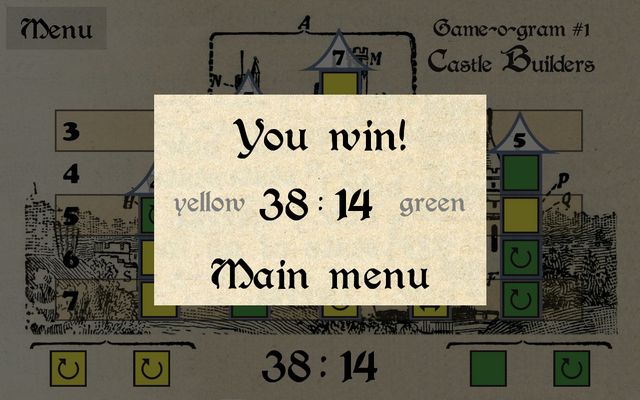 Menu
A
Game-o-gram #1
Castle Builders
N
7
M
3
5
You win!
4
P
H
Q
yellow 38 : 14 green
5
6
S
F
Main menu
7
38 : 14